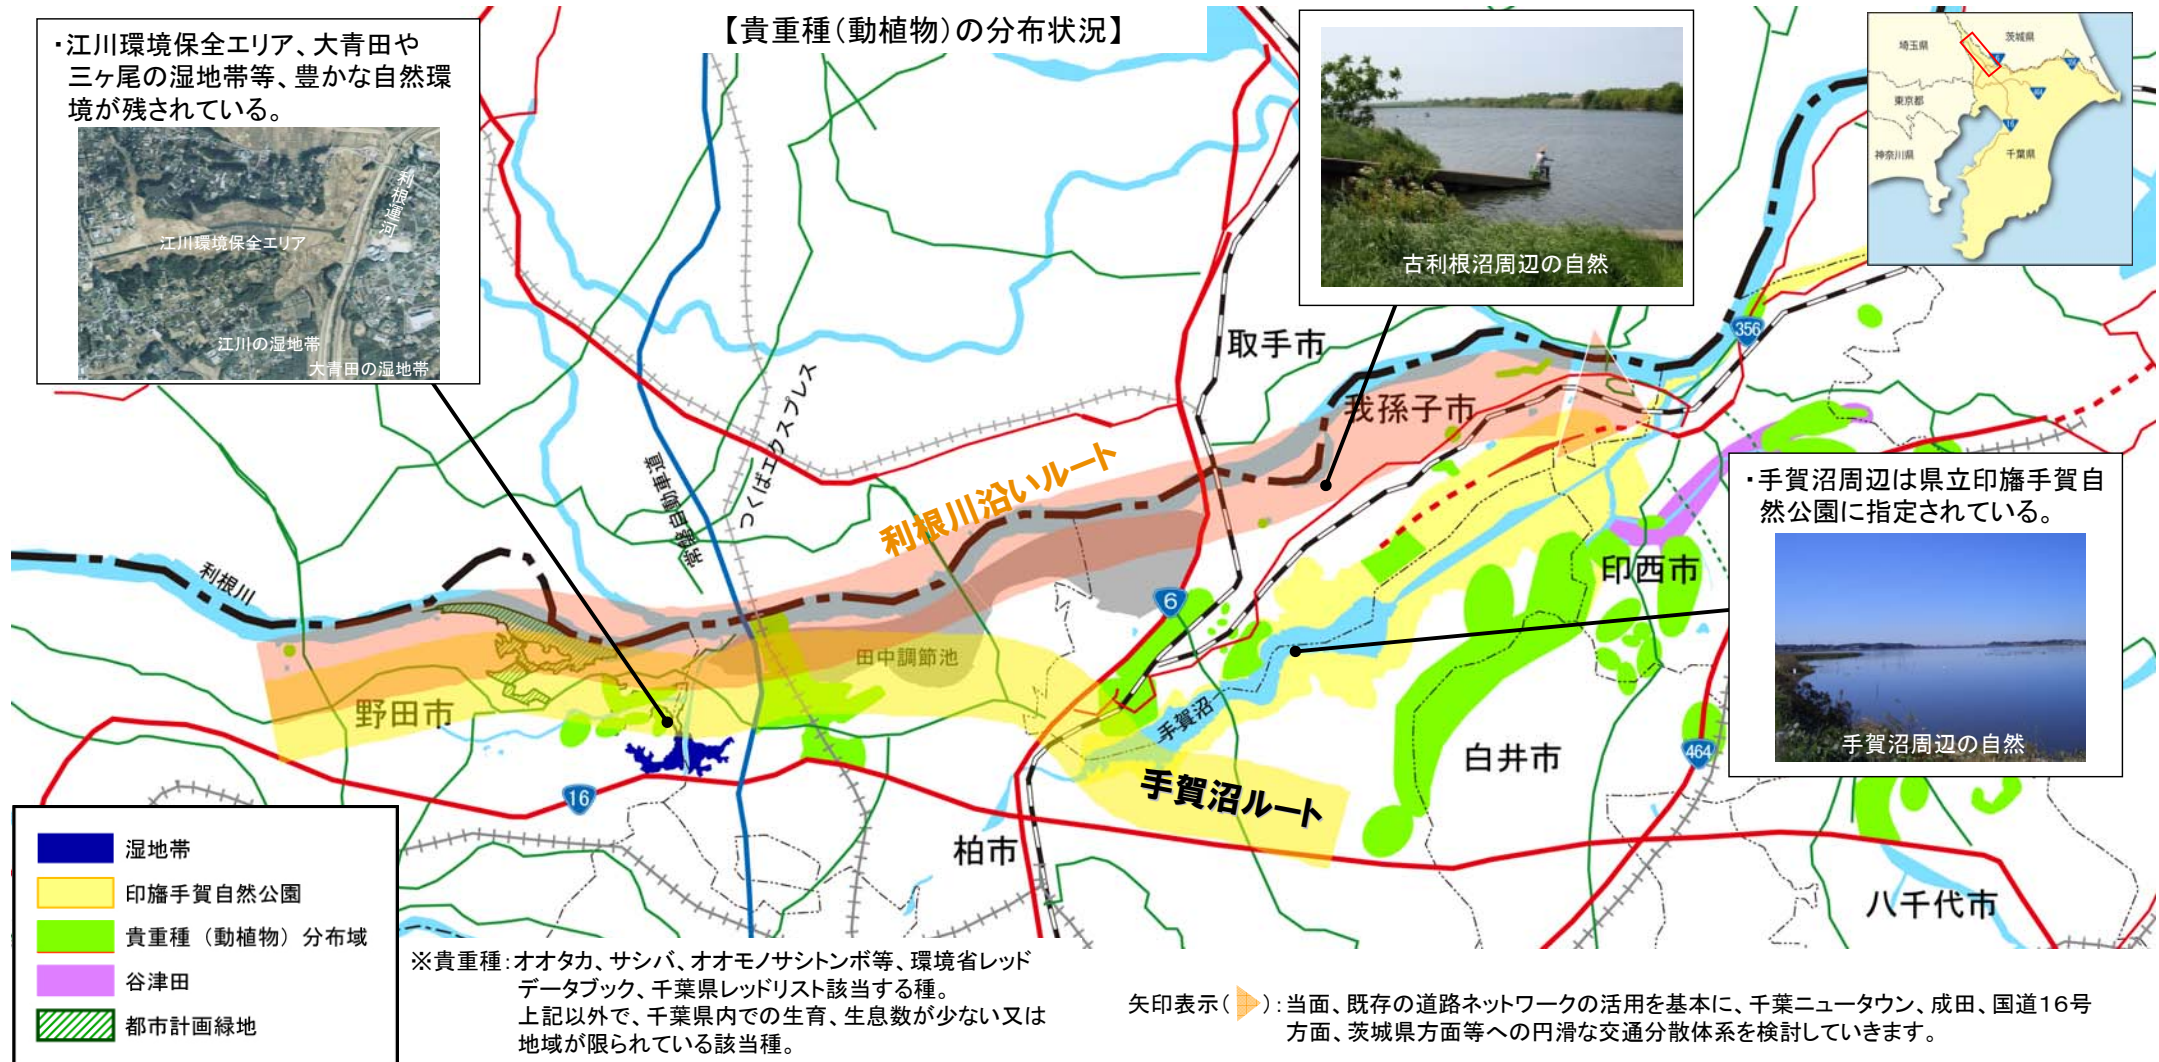 【貴重種(動植物)の分布状況】
・江川環境保全エリア、大青田や
三ヶ尾の湿地帯等、豊かな自然環
境が残されている。
利根運河
江川環境保全エリア
江川の湿地帯
大青田の湿地帯
古利根沼周辺の自然
埼玉県
茨城県
東京都
千葉県
神奈川県
6
16
取手市
356
我孫子市
つくばエクスプレス
常磐自動車道
利根川沿いルート
利根川
6
印西市
・手賀沼周辺は県立印旛手賀自
然公園に指定されている。
手賀沼周辺の自然
田中調節池
野田市
手賀沼
白井市
464
手賀沼ルート
16
柏市
八千代市
湿地帯
印旛手賀自然公園
貴重種(動植物)分布域
谷津田
都市計画緑地
※貴重種:オオタカ、サシバ、オオモノサシトンボ等、環境省レッド
データブック、千葉県レッドリスト該当する種。
上記以外で、千葉県内での生育、生息数が少ない又は
地域が限られている該当種。
矢印表示( ):当面、既存の道路ネットワークの活用を基本に、千葉ニュータウン、成田、国道16号
方面、茨城県方面等への円滑な交通分散体系を検討していきます。